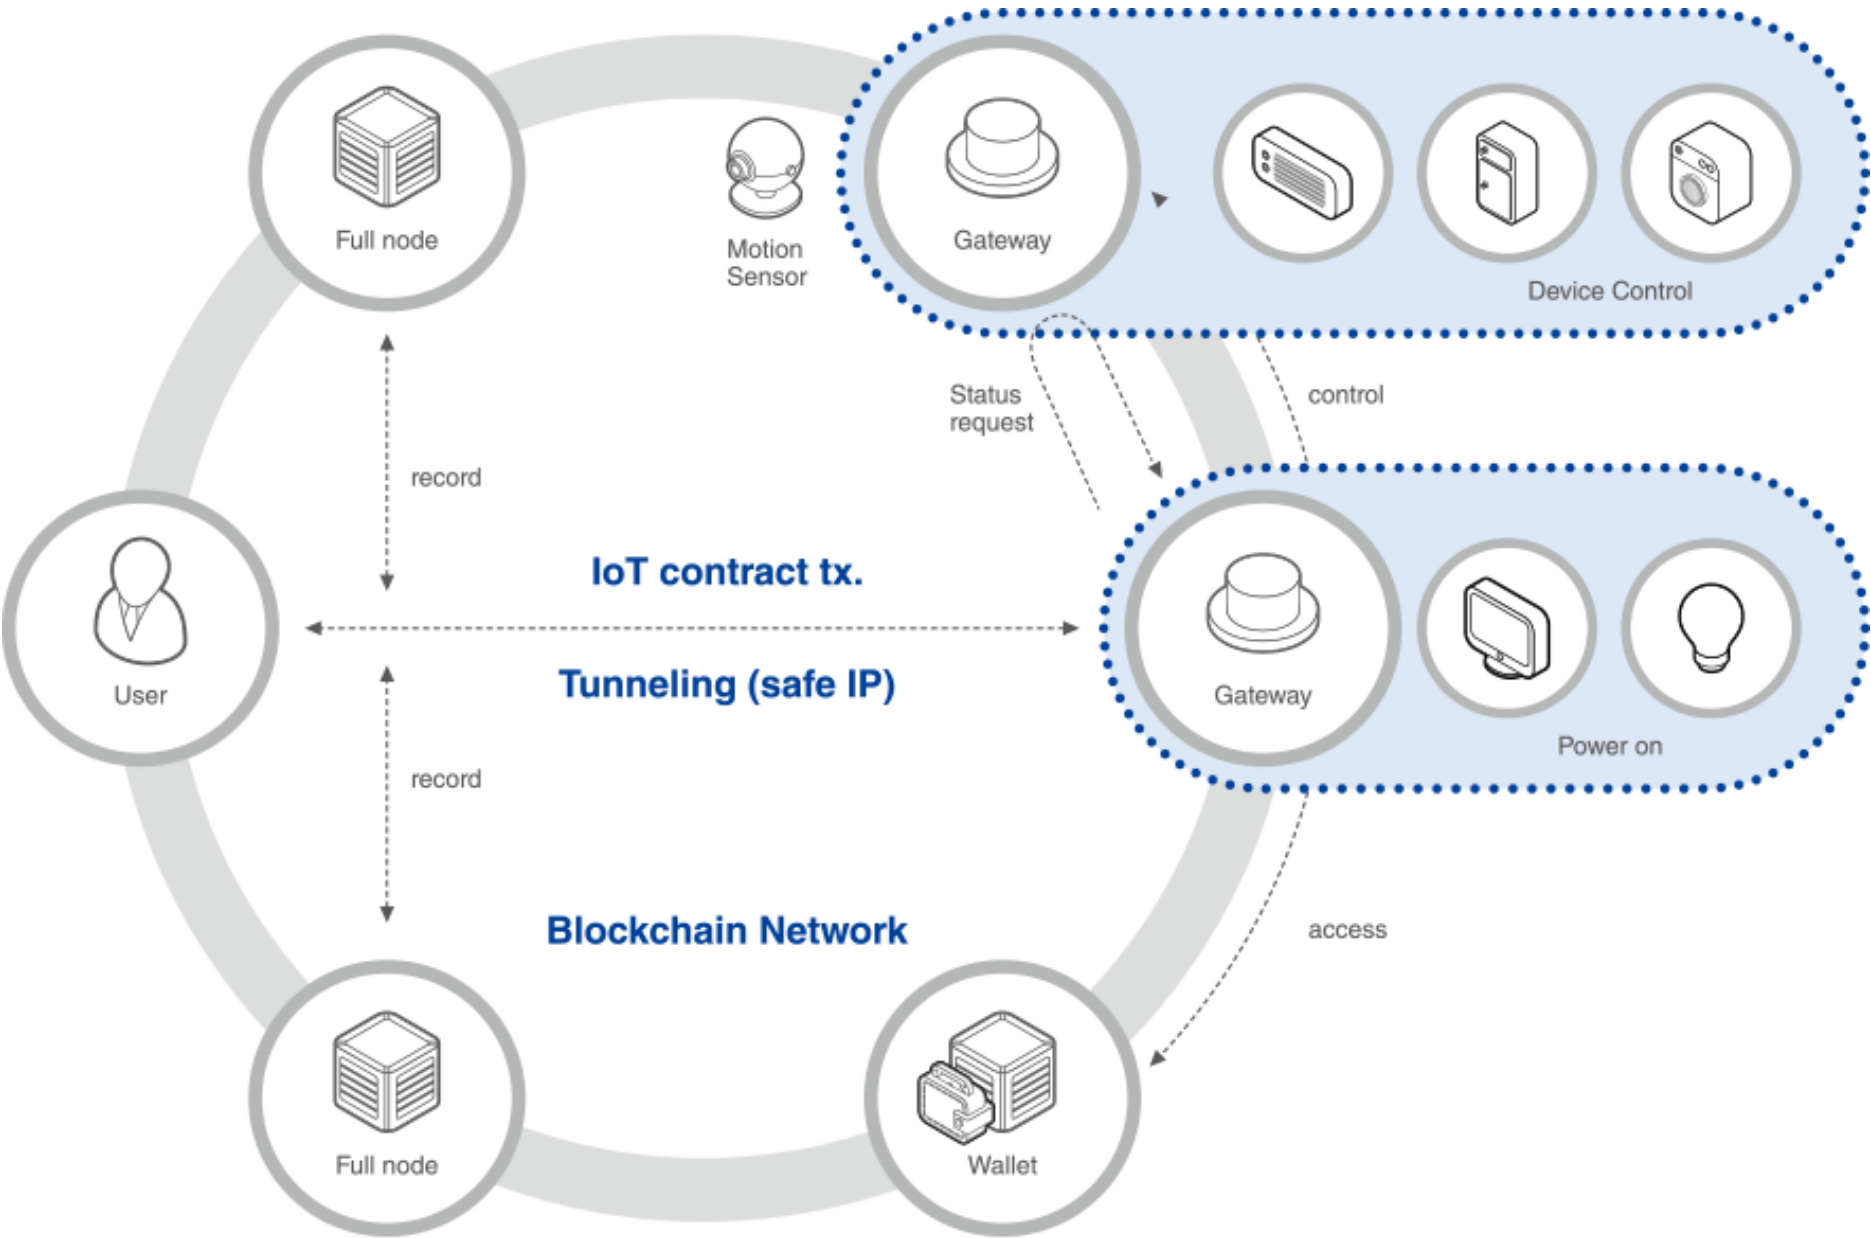 Full node
Motion
Sensor
Gateway
Device Control
Status
request
control
record
IoT contract tx.
Tunneling (safe IP)
User
Gateway
Power on
record
Blockchain Network
access
Full node
Wallet